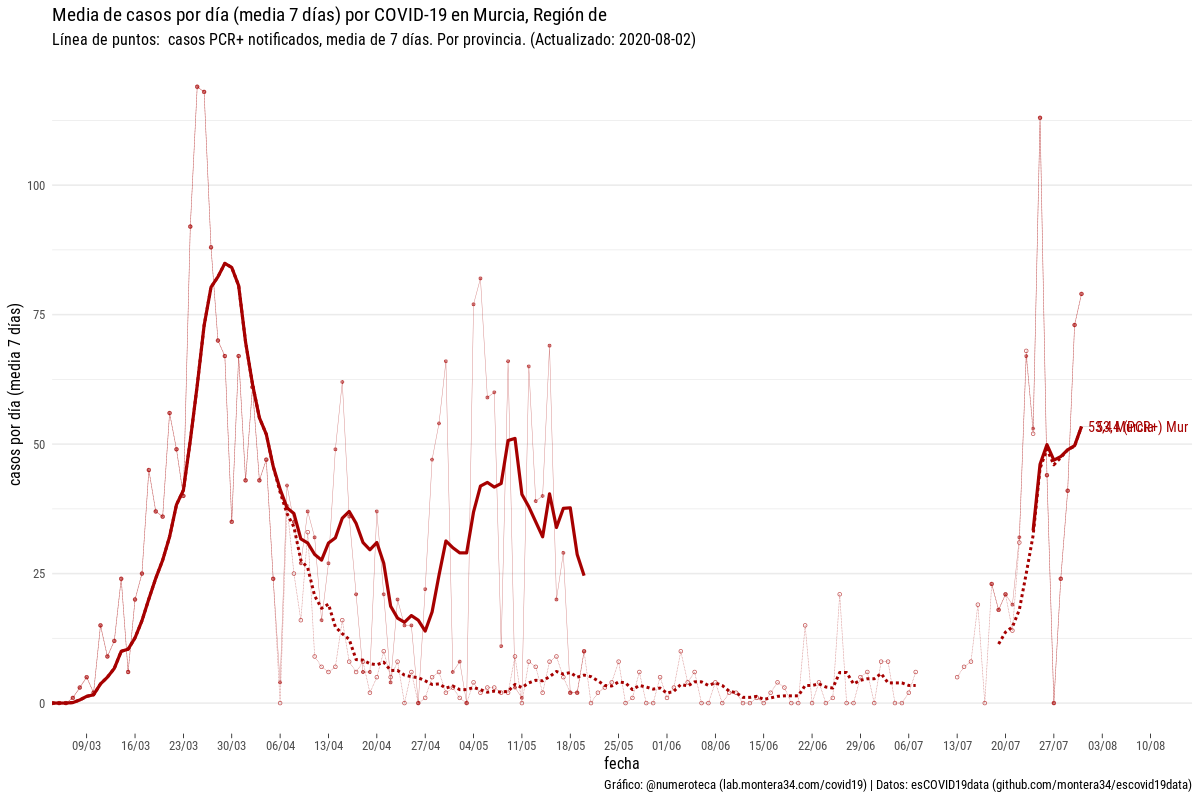 Media de casos por día (media 7 días) por COVID-19 en Murcia, Región de
Línea de puntos:  casos PCR+ notificados, media de 7 días. Por provincia. (Actualizado: 2020-08-02)
casos por día (media 7 días)
100
75
50
25
0
(PCR+) Mur
09/03 16/03 23/03 30/03 06/04 13/04 20/04 27/04 04/05 11/05 18/05 25/05 01/06 08/06 15/06 22/06 29/06 06/07 13/07 20/07 27/07 03/08 10/08
fecha
Gráfico: @numeroteca (lab.montera34.com/covid19) | Datos: esCOVID19data (github.com/montera34/escovid19data)